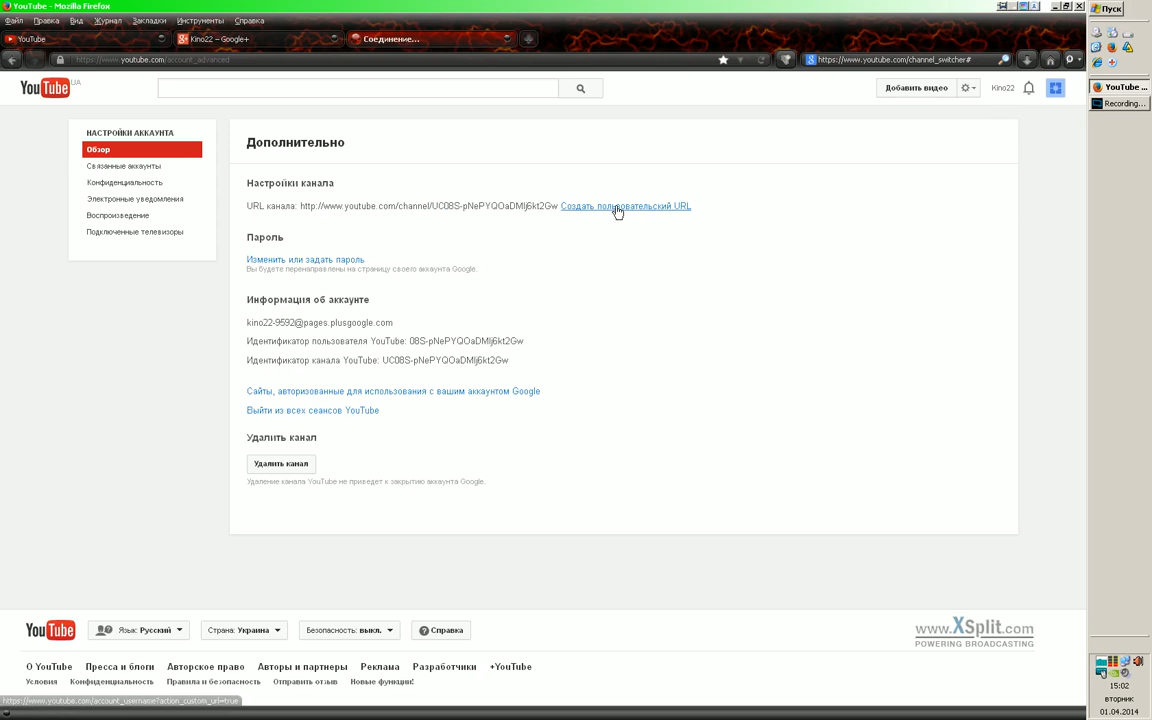 YouTube - Mozilla Firefox
Файл Правка Вид Журнал Закладки Инструменты Справка
YouTube
Kino22 – Google+
Соединение...
https://www.youtube.com/account_advanced
https://www.youtube.com/channel_switcher#
YouTube UA
Добавить видео
Kino22
НАСТРОЙКИ АККАУНТА
Обзор
Связанные аккаунты
Конфиденциальность
Электронные уведомления
Воспроизведение
Подключенные телевизоры
Дополнительно
Настройки канала
URL канала: http://www.youtube.com/channel/UC08S-pNePYQOaDMlj6kt2Gw Создать пользовательский URL
Пароль
Изменить или задать пароль
Вы будете перенаправлены на страницу своего аккаунта Google.
Информация об аккаунте
kino22-9592@pages.plusgoogle.com
Идентификатор пользователя YouTube: 08S-pNePYQOaDMlj6kt2Gw
Идентификатор канала YouTube: UC08S-pNePYQOaDMlj6kt2Gw
Сайты, авторизованные для использования с вашим аккаунтом Google
Выйти из всех сеансов YouTube
Удалить канал
Удалить канал
Удаление канала YouTube не приведет к закрытию аккаунта Google.
YouTube
Язык: Русский
Страна: Украина
Безопасность: выкл.
Справка
www.XSplit.com
POWERING BROADCASTING
О YouTube Пресса и блоги Авторское право Авторы и партнеры Реклама Разработчики +YouTube
Условия Конфиденциальность Правила и безопасность Отправить отзыв Новые функции!
https://www.youtube.com/account_username?action_custom_url=true
Пуск
YouTube ...
Recording...
15:02
вторник
01.04.2014